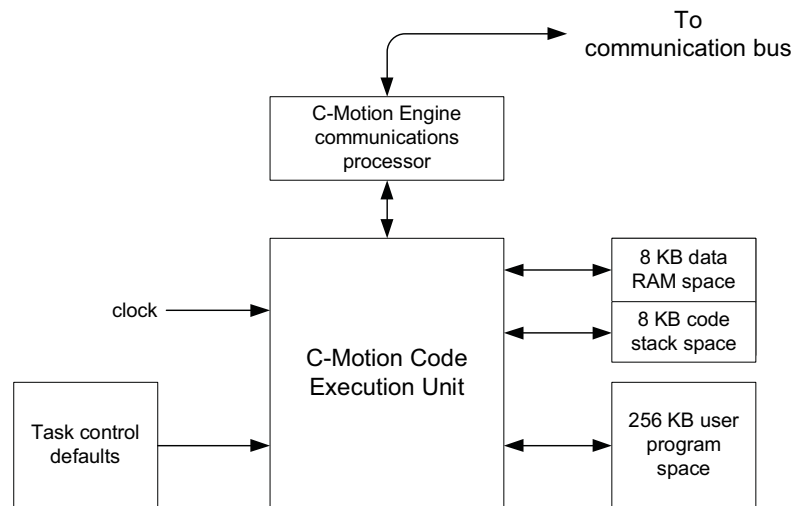 To
communication bus
C-Motion Engine
communications
processor
8 KB data
RAM space
clock
8 KB code
stack space
C-Motion Code
Execution Unit
Task control
defaults
256 KB user
program
space